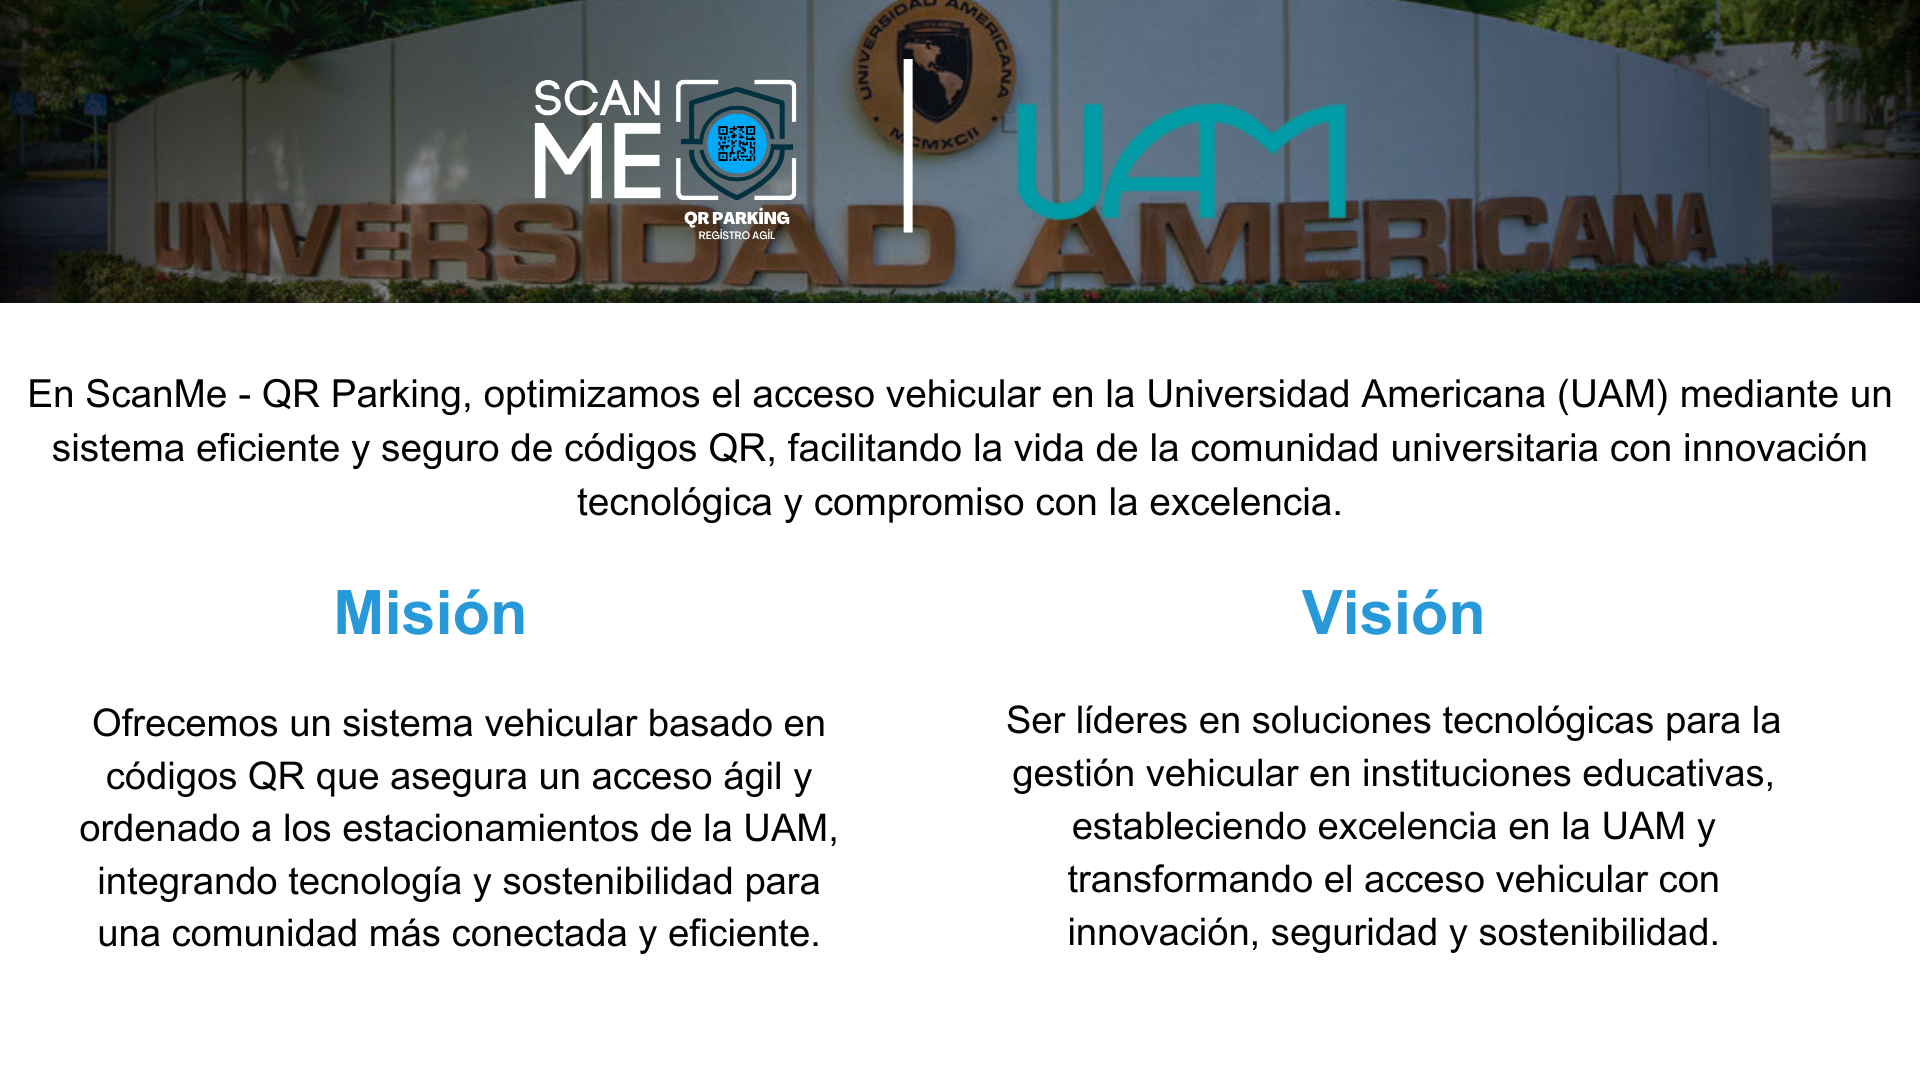 UNIVERSIDAD AMERICANA
MCMXCII
SCAN
ME
QR PARKİNG
REGİSTRO AGİL
UAM
UNIVERSIDAD AMERICANA
En ScanMe - QR Parking, optimizamos el acceso vehicular en la Universidad Americana (UAM) mediante un
sistema eficiente y seguro de códigos QR, facilitando la vida de la comunidad universitaria con innovación
tecnológica y compromiso con la excelencia.
Misión
Ofrecemos un sistema vehicular basado en
códigos QR que asegura un acceso ágil y
ordenado a los estacionamientos de la UAM,
integrando tecnología y sostenibilidad para
una comunidad más conectada y eficiente.
Visión
Ser líderes en soluciones tecnológicas para la
gestión vehicular en instituciones educativas,
estableciendo excelencia en la UAM y
transformando el acceso vehicular con
innovación, seguridad y sostenibilidad.